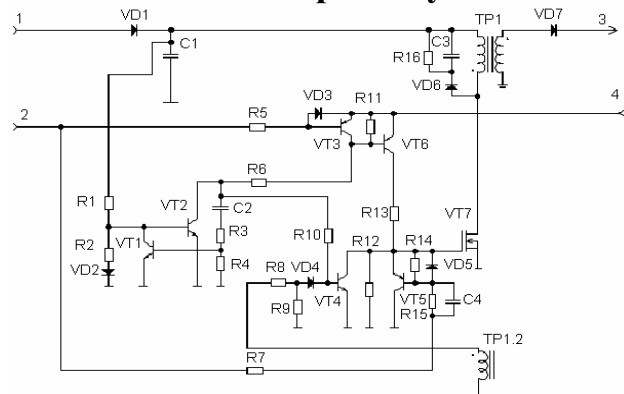 1 VD1 TP1 VD7 3
C1 C3
R16
VD6
2 R5 VD3 R11 4
VT3 VT6
R6
R1 VT2 C2 R13 VT7
R2 VT1 R3 R10 R12 R14
VD2 R4 R8 VD4 VD5
R9 VT4 VT5 C4
R15
TP1.2
R7